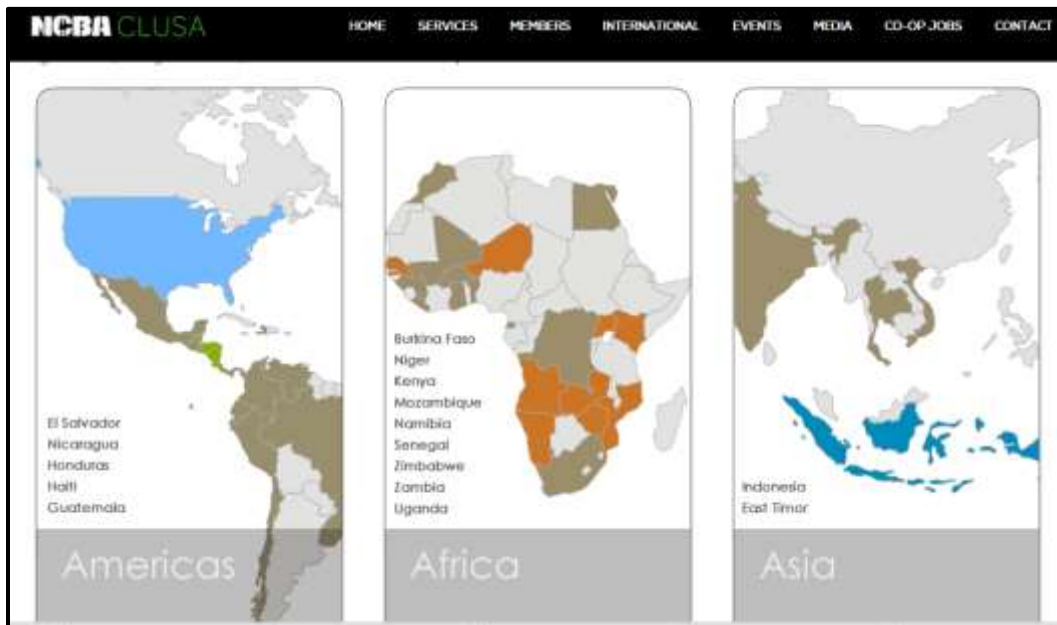 NCBA CLUSA
HOME SERVICES MEMBERS INTERNATIONAL EVENTS MEDIA CO-OP JOBS CONTACT
El Salvador
Nicaragua
Honduras
Haiti
Guatemala
Americas
Burkina Faso
Niger
Kenya
Mozambique
Namibia
Senegal
Zimbabwe
Zambia
Uganda
Africa
Indonesia
East Timor
Asia